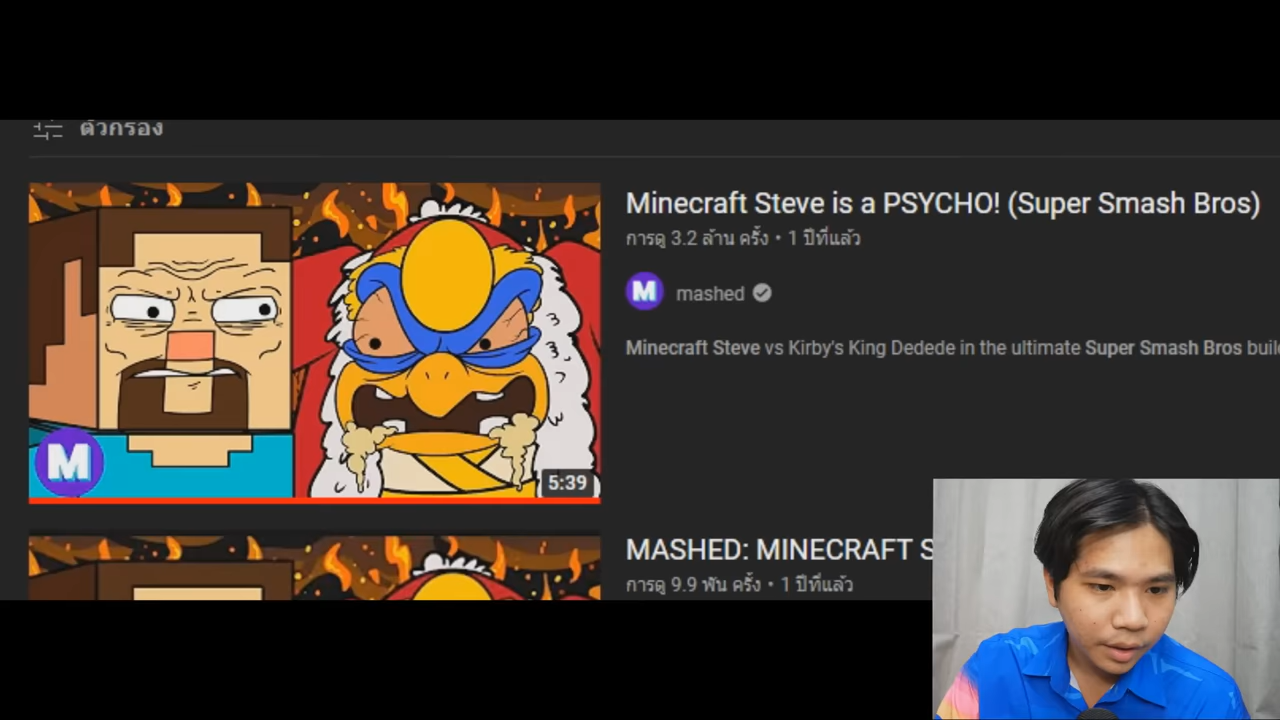 ตัวกรอง
Minecraft Steve is a PSYCHO! (Super Smash Bros)
การดู 3.2 ล้าน ครั้ง • 1 ปีที่แล้ว
M mashed
Minecraft Steve vs Kirby's King Dedede in the ultimate Super Smash Bros buil
M
5:39
MASHED: MINECRAFT S
การดู 9.9 พัน ครั้ง • 1 ปีที่แล้ว